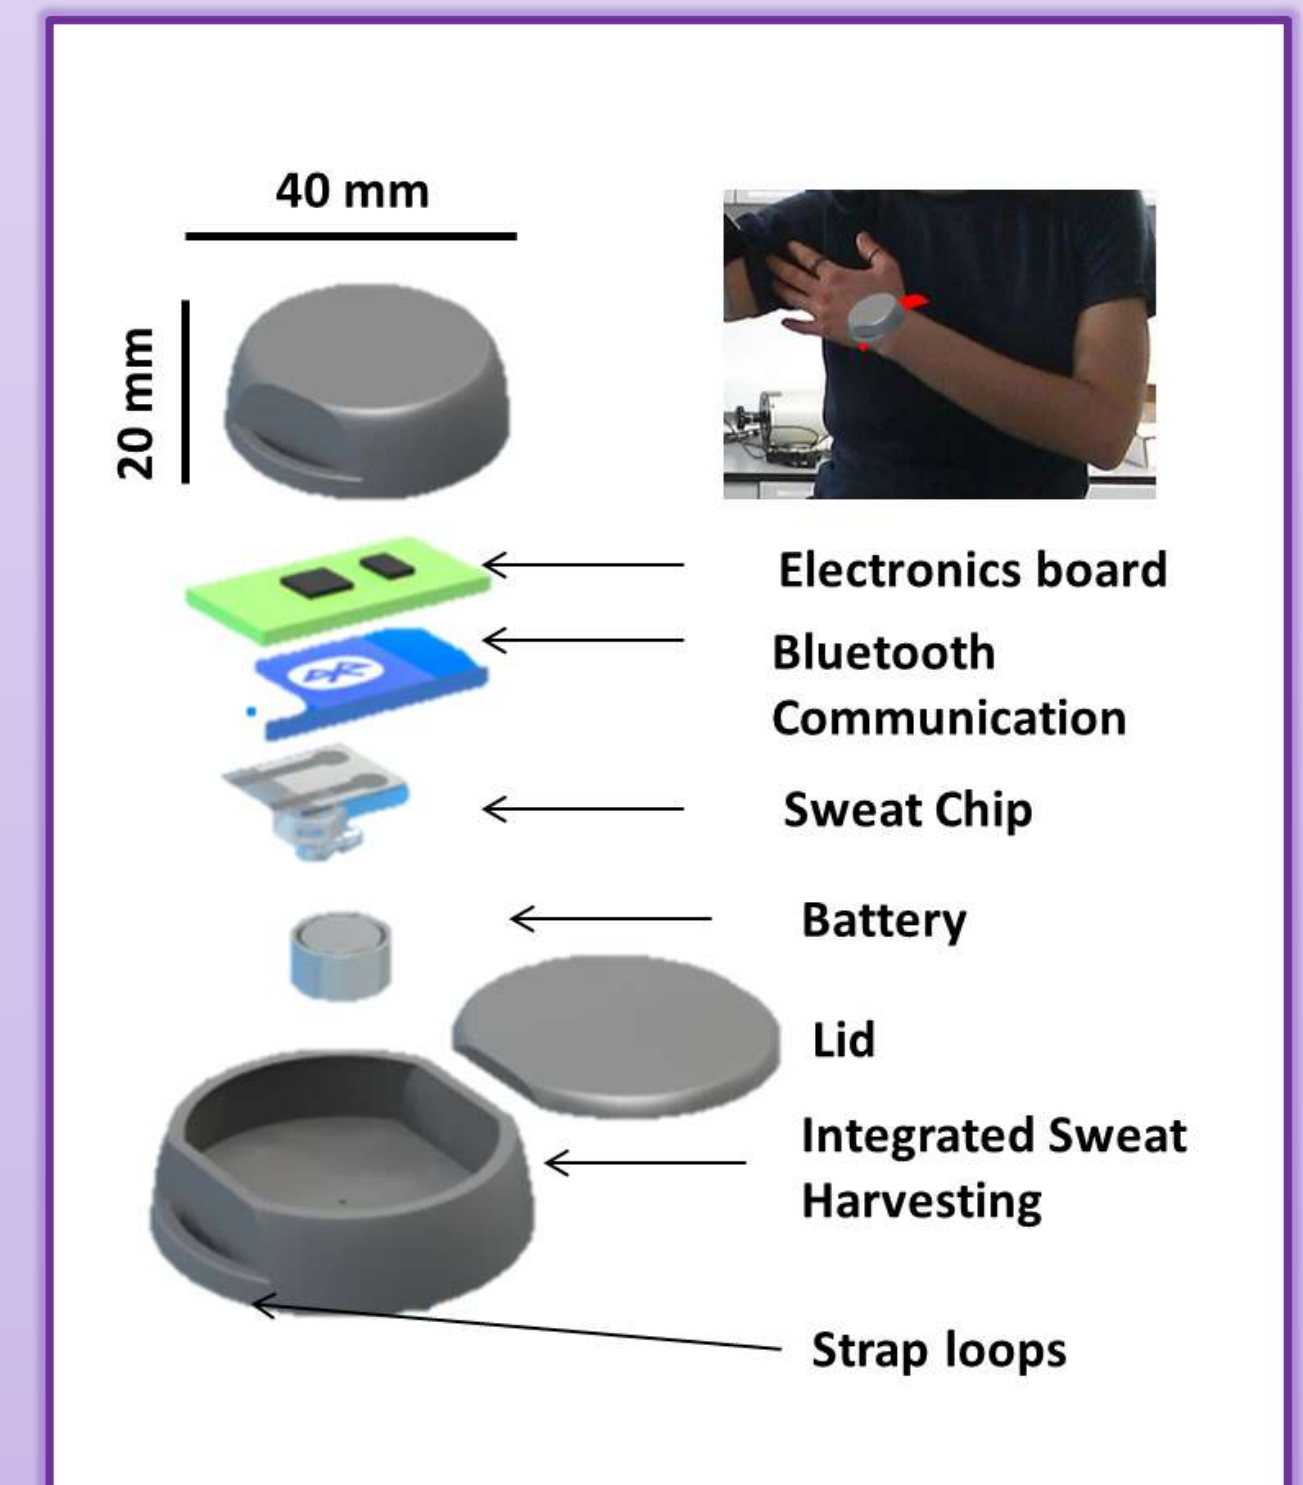 40 mm
20 mm
Electronics board
Bluetooth
Communication
Sweat Chip
Battery
Lid
Integrated Sweat
Harvesting
Strap loops